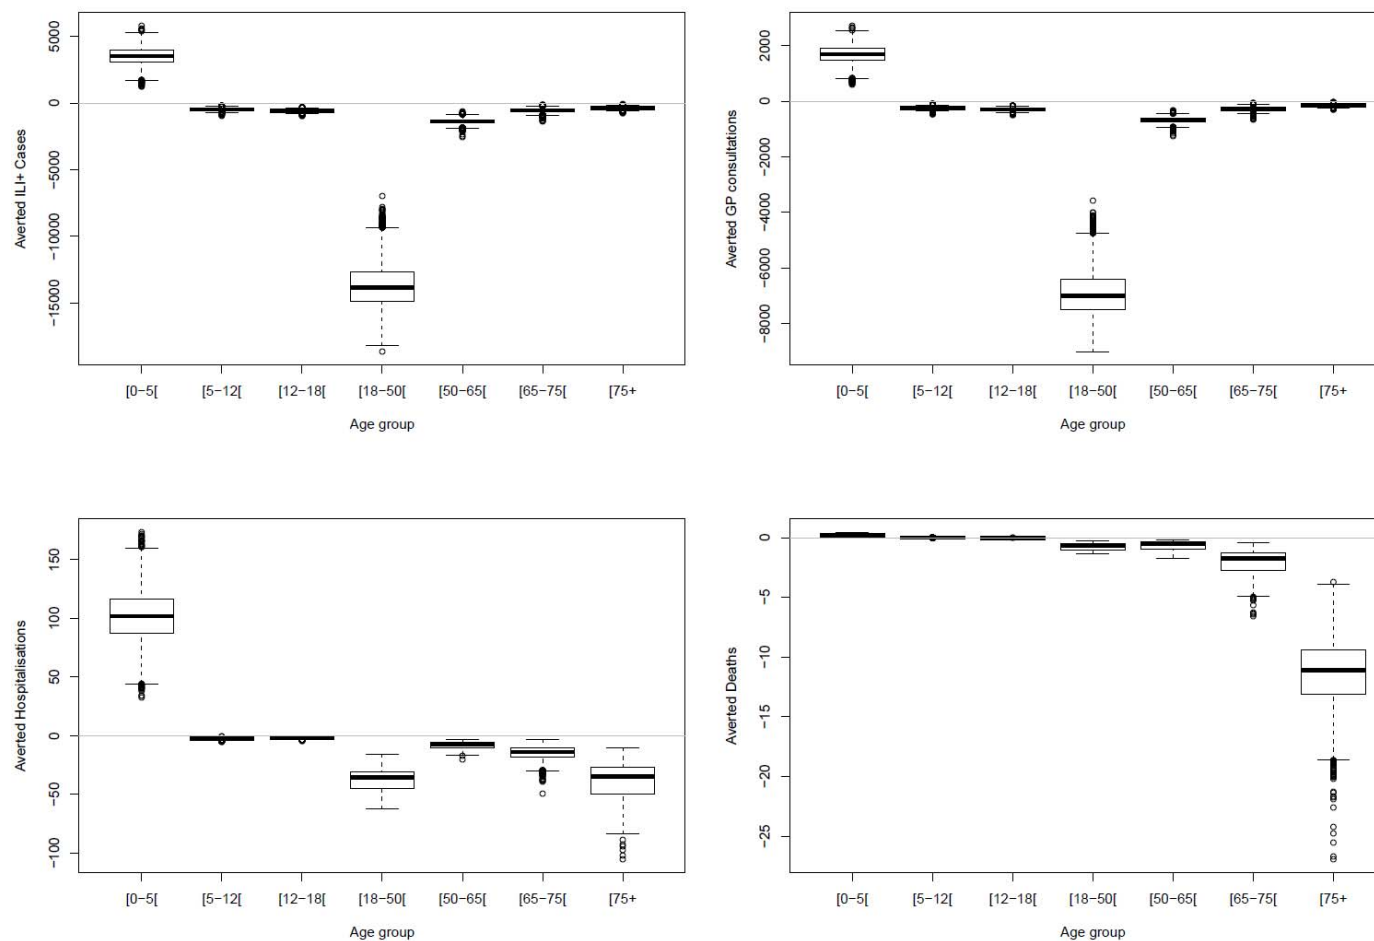 Averted ILI+ Cases
5000
0
−5000
−10000
−15000
[0−5[ [5−12[ [12−18[ [18−50[ [50−65[ [65−75[ [75+
Age group
Averted GP consultations
2000
0
−2000
−4000
−6000
−8000
[0−5[ [5−12[ [12−18[ [18−50[ [50−65[ [65−75[ [75+
Age group
Averted Hospitalisations
150
100
50
0
−50
−100
[0−5[ [5−12[ [12−18[ [18−50[ [50−65[ [65−75[ [75+
Age group
Averted Deaths
0
−5
−10
−15
−20
−25
[0−5[ [5−12[ [12−18[ [18−50[ [50−65[ [65−75[ [75+
Age group